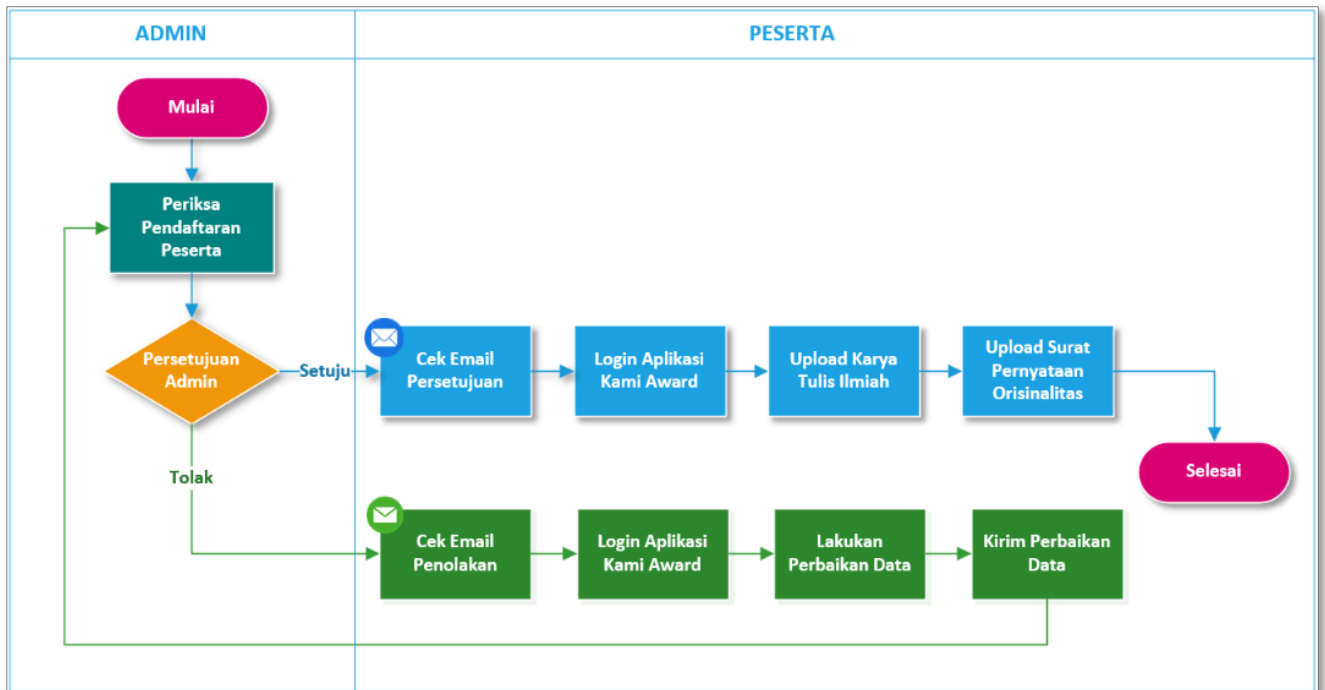 ADMIN
PESERTA
Mulai
Periksa
Pendaftaran
Peserta
Persetujuan
Admin
Setuju
Cek Email
Persetujuan
Login Aplikasi
Kami Award
Upload Karya
Tulis Ilmiah
Upload Surat
Pernyataan
Orisinalitas
Selesai
Tolak
Cek Email
Penolakan
Login Aplikasi
Kami Award
Lakukan
Perbaikan Data
Kirim Perbaikan
Data